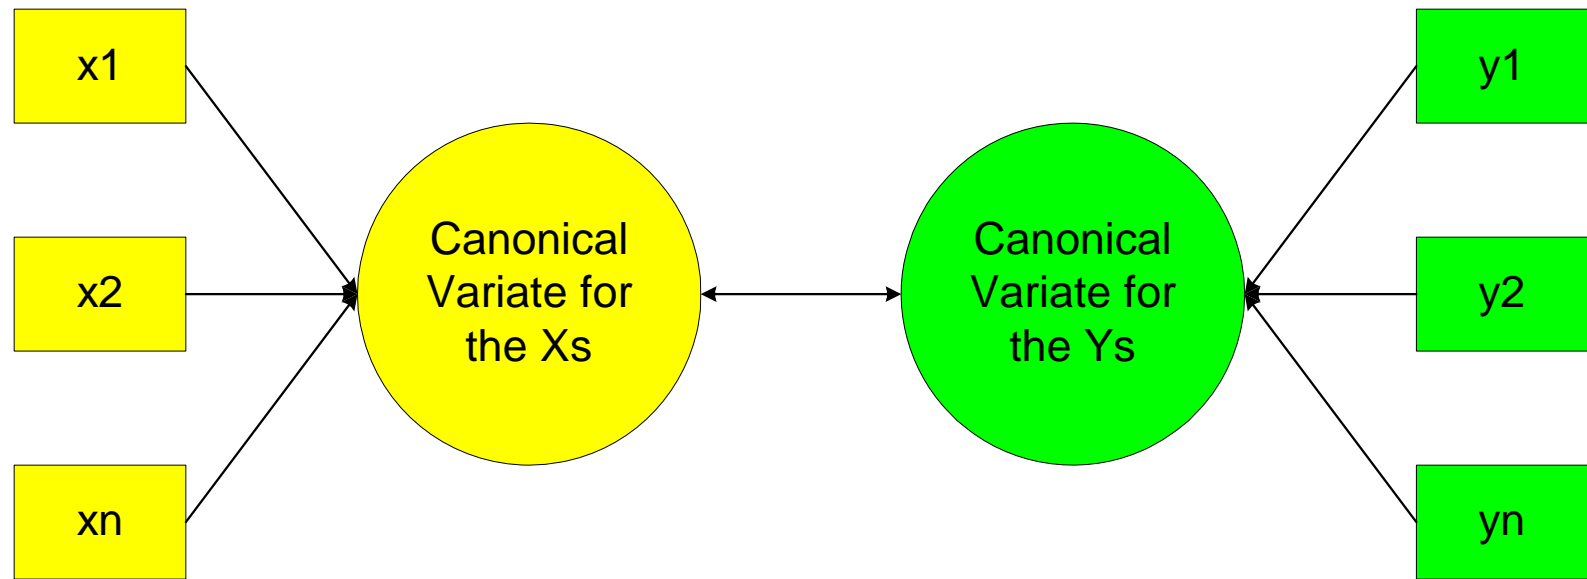 x1
x2
xn
Canonical
Variate for
the Xs
Canonical
Variate for
the Ys
y1
y2
yn